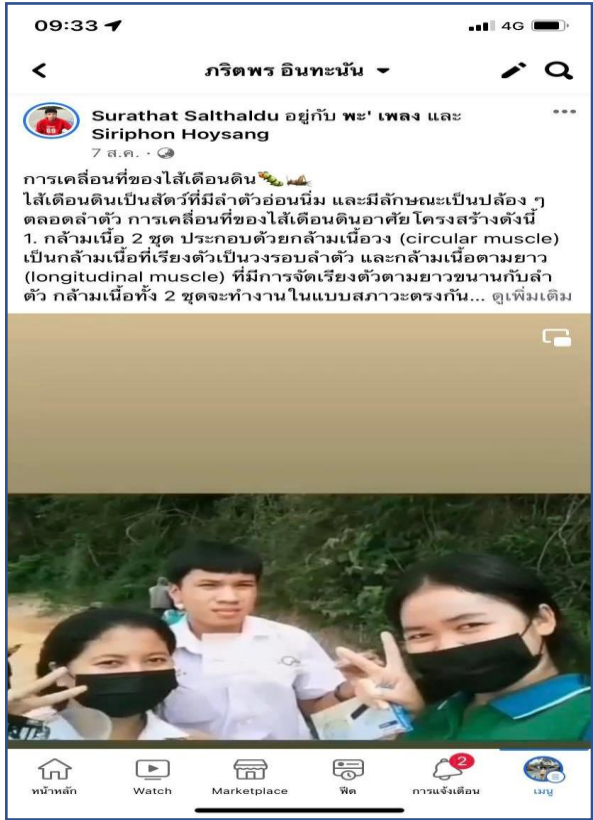 09:33
4G
ภริตพร อินทะนัน
Surathat Salthaldu อยู่กับ พะ' เพลง และ
Siriphon Hoysang
7 ส.ค. ·
การเคลื่อนที่ของไส้เดือนดิน🐛🦗
ไส้เดือนดินเป็นสัตว์ที่มีลำตัวอ่อนนิ่ม และมีลักษณะเป็นปล้อง ๆ
ตลอดลำตัว การเคลื่อนที่ของไส้เดือนดินอาศัยโครงสร้างดังนี้
1. กล้ามเนื้อ 2 ชุด ประกอบด้วยกล้ามเนื้อวง (circular muscle)
เป็นกล้ามเนื้อที่เรียงตัวเป็นวงรอบลำตัว และกล้ามเนื้อตามยาว
(longitudinal muscle) ที่มีการจัดเรียงตัวตามยาวขนานกับลำ
ตัว กล้ามเนื้อทั้ง 2 ชุดจะทำงานในแบบสภาวะตรงกัน... ดูเพิ่มเติม
2
หน้าหลัก Watch Marketplace ฟีด การแจ้งเตือน เมนู